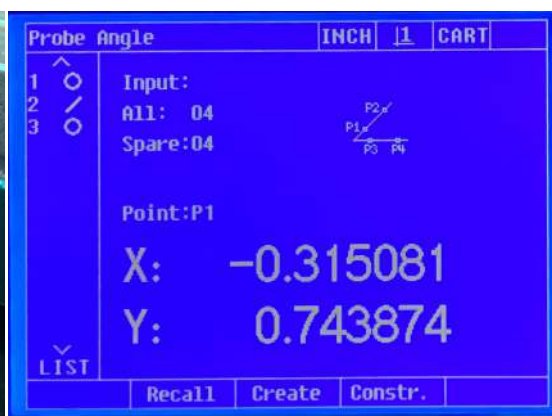 Probe Angle INCH 1 CART
1
2
3
Input:
All: 04
Spare:04
P2
P1
P3 P4
Point:P1
X: -0.315081
Y: 0.743874
LIST
Recall Create Constr.